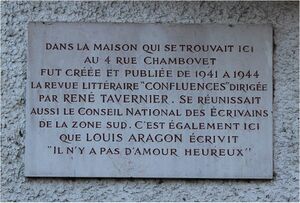 DANS LA MAISON QUI SE TROUVAIT ICI
AU 4 RUE CHAMBOVET
FUT CRÉÉE ET PUBLIÉE DE 1941 A 1944
LA REVUE LITTÉRAIRE "CONFLUENCES" DIRIGÉE
PAR RENÉ TAVERNIER. SE RÉUNISSAIT
AUSSI LE CONSEIL NATIONAL DES ÉCRIVAINS
DE LA ZONE SUD. C'EST ÉGALEMENT ICI
QUE LOUIS ARAGON ÉCRIVIT
"IL N'Y A PAS D'AMOUR HEUREUX"